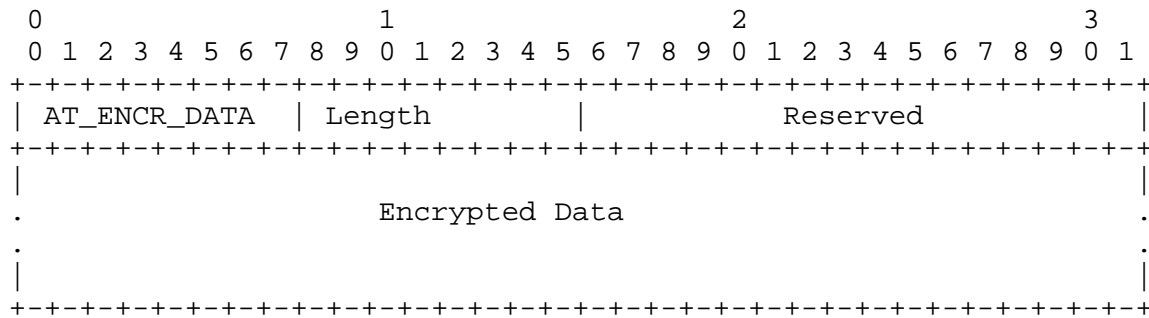 0                   1                   2                   3
 0 1 2 3 4 5 6 7 8 9 0 1 2 3 4 5 6 7 8 9 0 1 2 3 4 5 6 7 8 9 0 1
+-+-+-+-+-+-+-+-+-+-+-+-+-+-+-+-+-+-+-+-+-+-+-+-+-+-+-+-+-+-+-+-+
| AT_ENCR_DATA  | Length        |           Reserved            |
+-+-+-+-+-+-+-+-+-+-+-+-+-+-+-+-+-+-+-+-+-+-+-+-+-+-+-+-+-+-+-+-+
|                                                               |
.                    Encrypted Data                             .
.                                                               .
|                                                               |
+-+-+-+-+-+-+-+-+-+-+-+-+-+-+-+-+-+-+-+-+-+-+-+-+-+-+-+-+-+-+-+-+